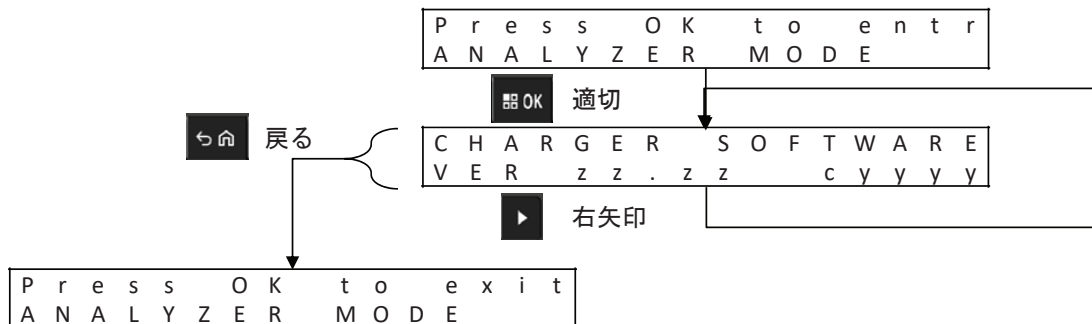 Press OK to entr
ANALYZER MODE
OK 適切
戻る
CHARGER SOFTWARE
VER zz.zz cyyyy
右矢印
Press OK to exit
ANALYZER MODE